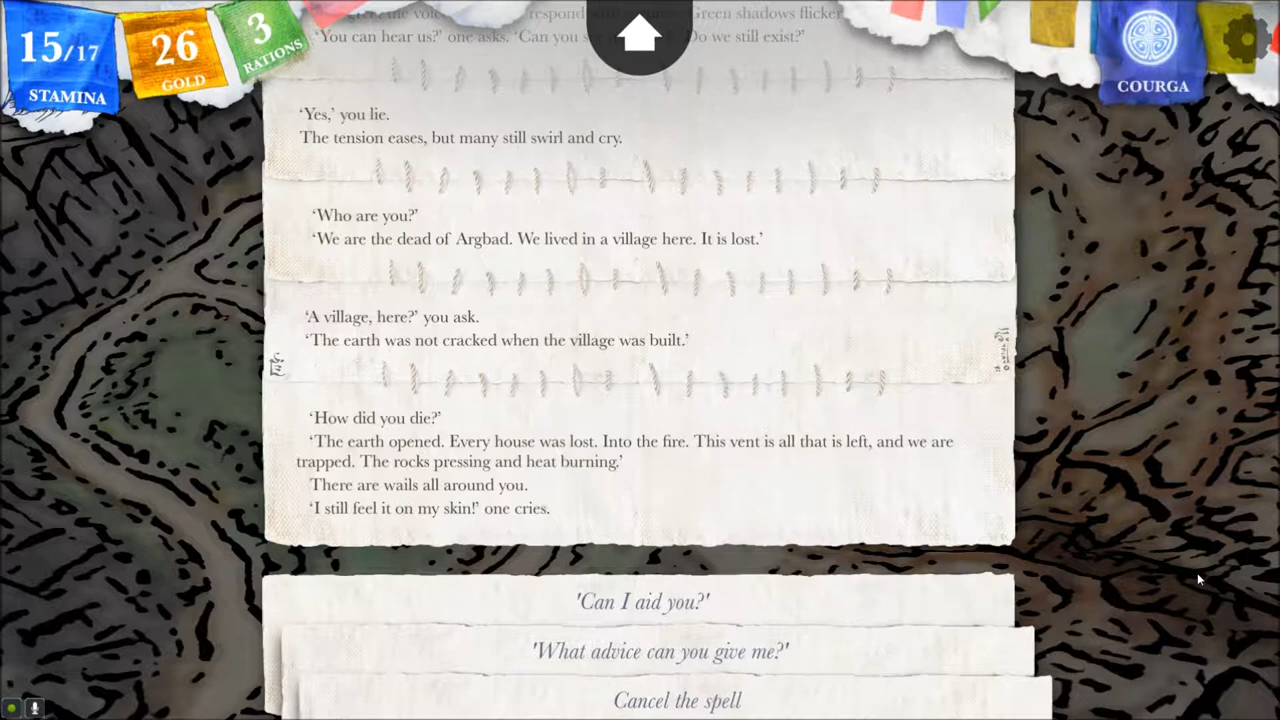 15/17
STAMINA
26
GOLD
3
RATIONS
COURGA
the voic
respond
Green shadows flicker
'You can hear us?' one asks. 'Can you s
Do we still exist?'
'Yes,' you lie.
The tension eases, but many still swirl and cry.
'Who are you?'
'We are the dead of Argbad. We lived in a village here. It is lost.'
'A village, here?' you ask.
'The earth was not cracked when the village was built.'
'How did you die?'
'The earth opened. Every house was lost. Into the fire. This vent is all that is left, and we are
trapped. The rocks pressing and heat burning.'
There are wails all around you.
'I still feel it on my skin!' one cries.
'Can I aid you?'
'What advice can you give me?'
Cancel the spell